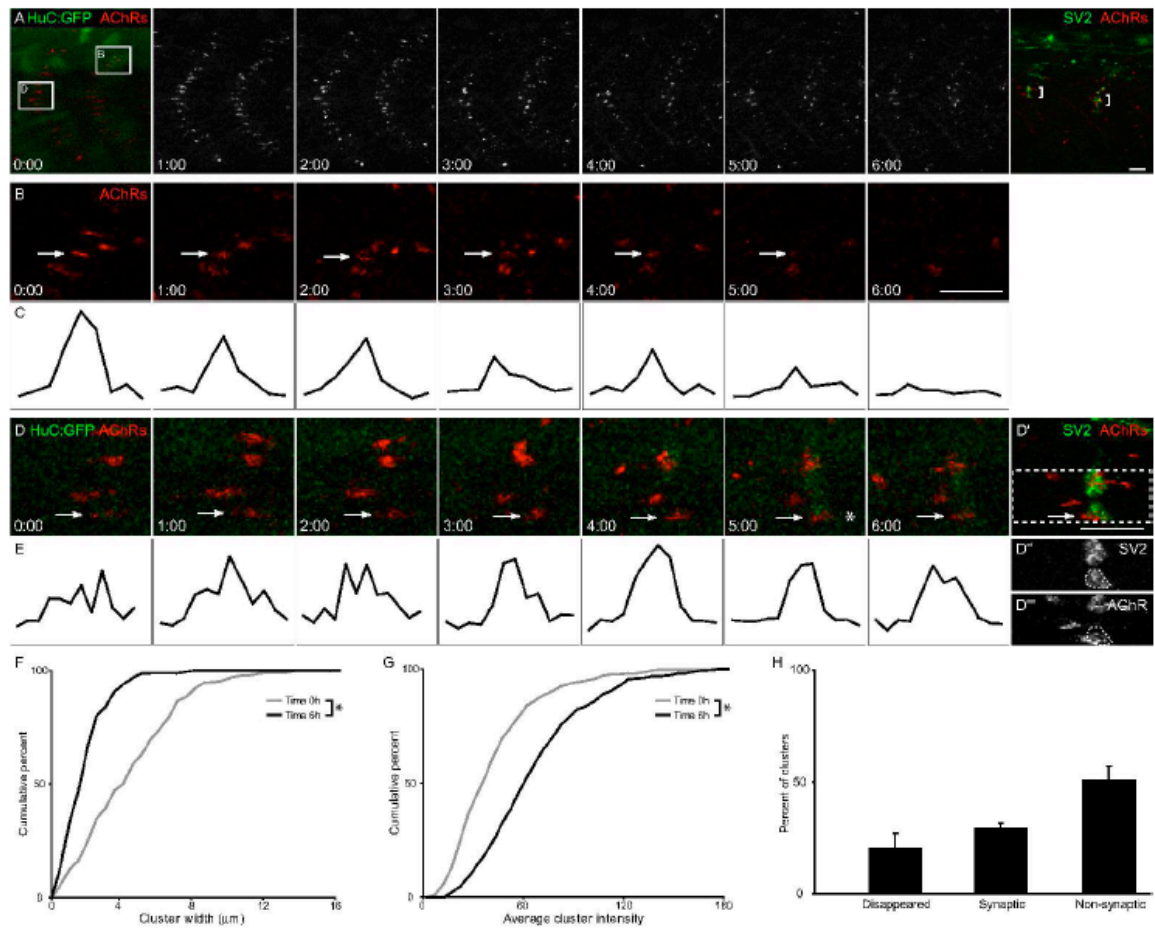 A HuC:GFP AChRs
B
D
0:00
1:00
2:00
3:00
4:00
5:00
6:00
SV2 AChRs
B AChRs
0:00
1:00
2:00
3:00
4:00
5:00
6:00
C
D HuC:GFP AChRs
0:00
1:00
2:00
3:00
4:00
5:00
*
6:00
D' SV2 AChRs
D" SV2
D"' AChR
E
F
Cumulative percent
100
50
0
0 4 8 12 16
Cluster width (µm)
Time 0h
Time 6h
*
G
Cumulative percent
100
50
0
0 60 120 180
Average cluster intensity
Time 0h
Time 6h
*
H
Percent of clusters
100
50
0
Disappeared Synaptic Non-synaptic